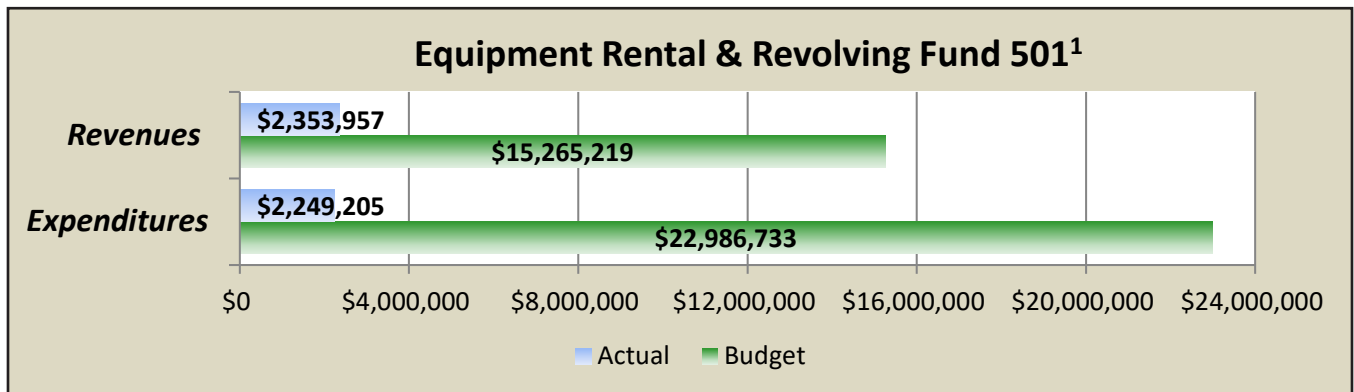 Equipment Rental & Revolving Fund 501¹
Revenues
$2,353,957
$15,265,219
Expenditures
$2,249,205
$22,986,733
$0 $4,000,000 $8,000,000 $12,000,000 $16,000,000 $20,000,000 $24,000,000
Actual Budget